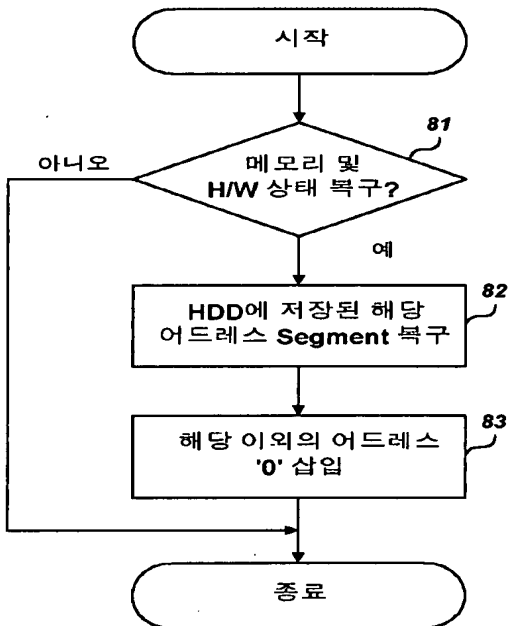 시작
81
메모리 및
H/W 상태 복구?
아니오
예
82
HDD에 저장된 해당
어드레스 Segment 복구
83
해당 이외의 어드레스
'0' 삽입
종료